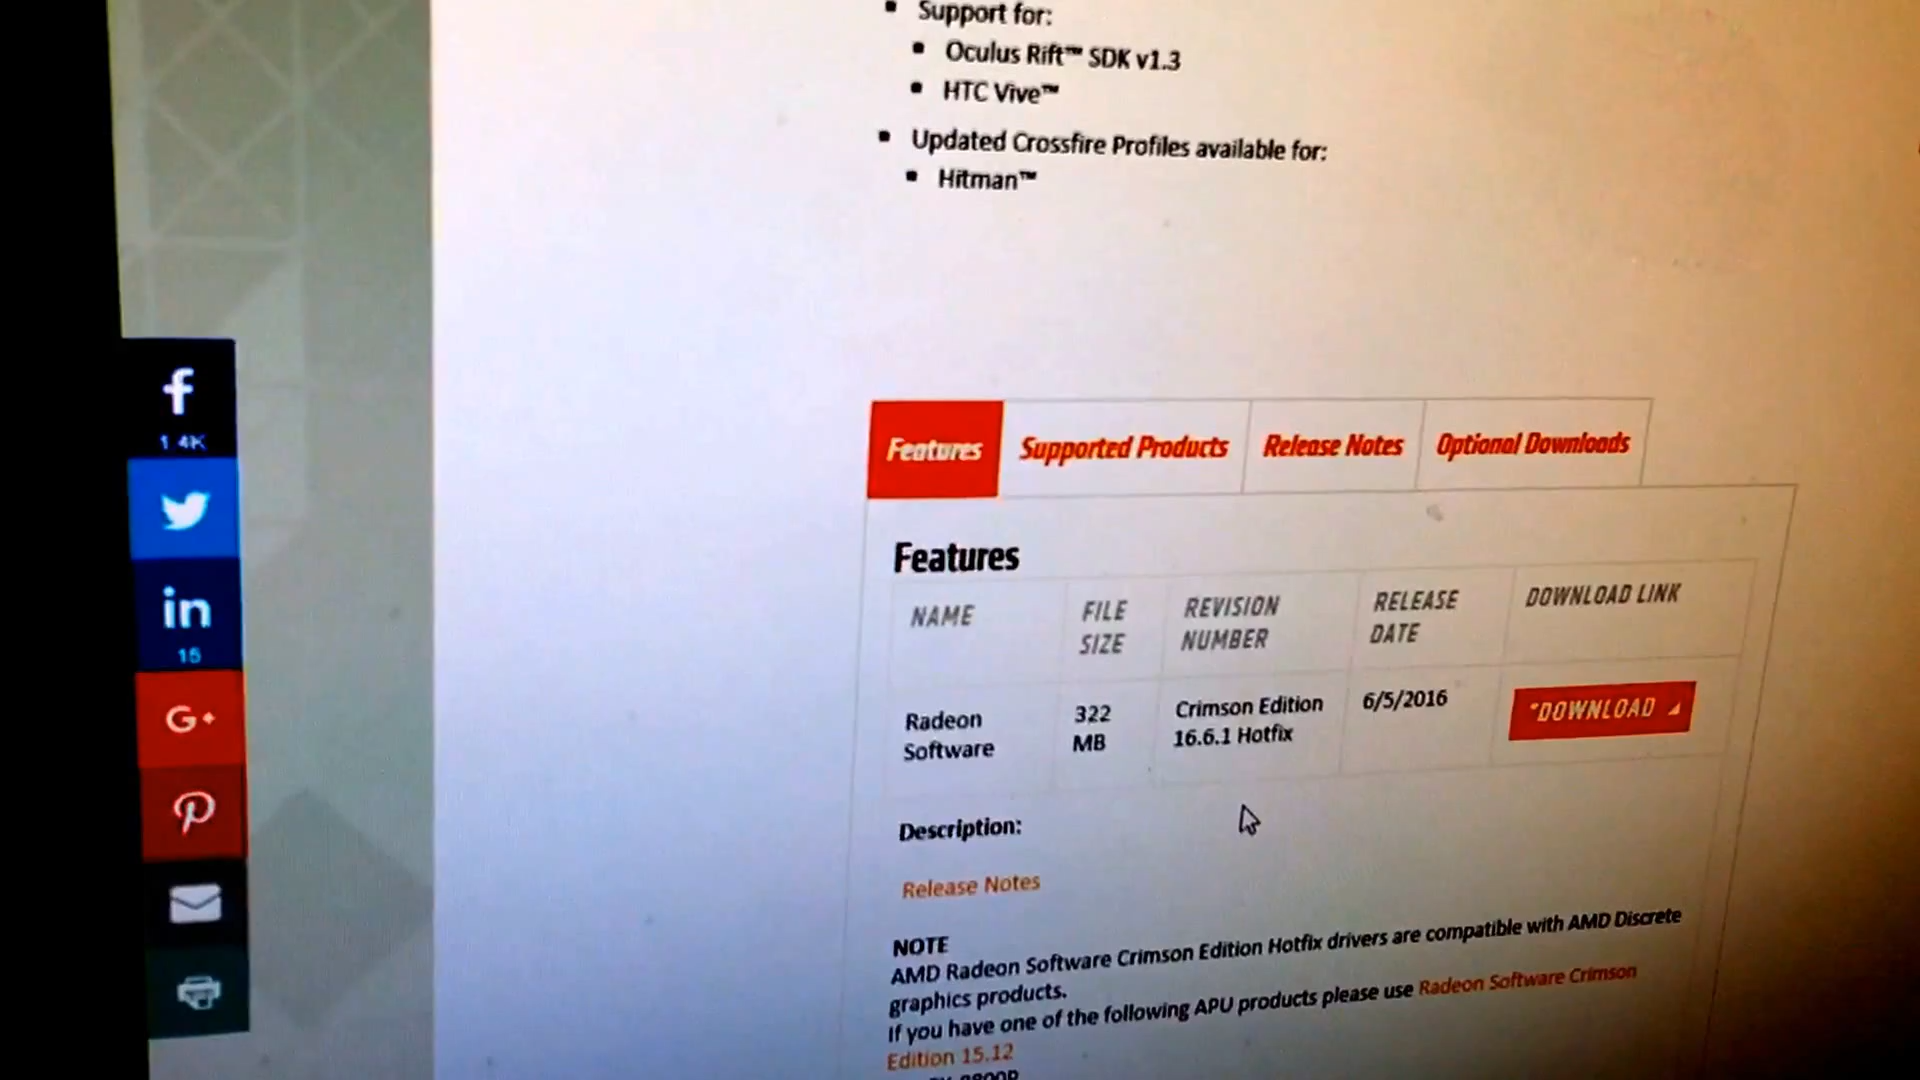 Support for:
Oculus Rift™ SDK v1.3
HTC Vive™
Updated Crossfire Profiles available for:
Hitman™
f
1.4K
in
15
G+
Features
Supported Products
Release Notes
Optional Downloads
Features
NAME
FILE SIZE
REVISION NUMBER
RELEASE DATE
DOWNLOAD LINK
Radeon Software
322 MB
Crimson Edition 16.6.1 Hotfix
6/5/2016
*DOWNLOAD
Description:
Release Notes
NOTE
AMD Radeon Software Crimson Edition Hotfix drivers are compatible with AMD Discrete
graphics products.
If you have one of the following APU products please use Radeon Software Crimson
Edition 15.12